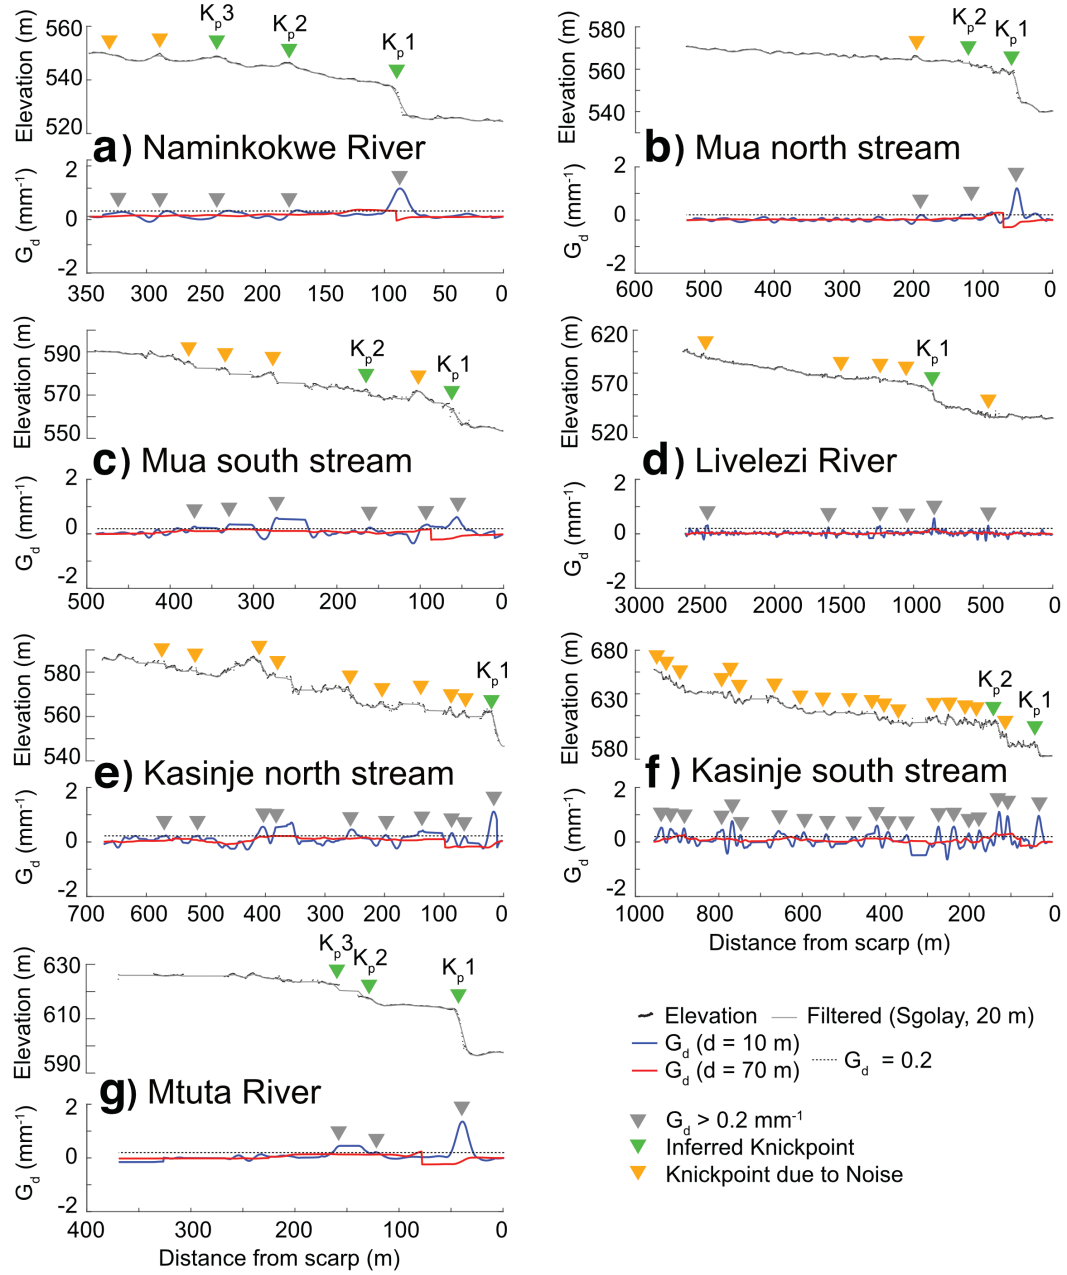 Elevation (m)
560
540
520
Kp3
Kp2
Kp1
a) Naminkokwe River
Gd (mm-1)
2
0
-2
350 300 250 200 150 100 50 0
Elevation (m)
580
560
540
Kp2
Kp1
b) Mua north stream
Gd (mm-1)
2
0
-2
600 500 400 300 200 100 0
Elevation (m)
590
570
550
Kp2
Kp1
c) Mua south stream
Gd (mm-1)
2
0
-2
500 400 300 200 100 0
Elevation (m)
620
570
520
Kp1
d) Livelezi River
Gd (mm-1)
2
0
-2
3000 2500 2000 1500 1000 500 0
Elevation (m)
580
560
540
Kp1
e) Kasinje north stream
Gd (mm-1)
2
0
-2
700 600 500 400 300 200 100 0
Elevation (m)
680
630
580
Kp2
Kp1
f) Kasinje south stream
Gd (mm-1)
2
0
-2
1000 800 600 400 200 0
Distance from scarp (m)
Elevation (m)
630
610
590
Kp3
Kp2
Kp1
g) Mtuta River
Gd (mm-1)
2
0
-2
400 300 200 100 0
Distance from scarp (m)
Elevation
Filtered (Sgolay, 20 m)
Gd (d = 10 m)
Gd (d = 70 m)
Gd = 0.2
Gd > 0.2 mm-1
Inferred Knickpoint
Knickpoint due to Noise